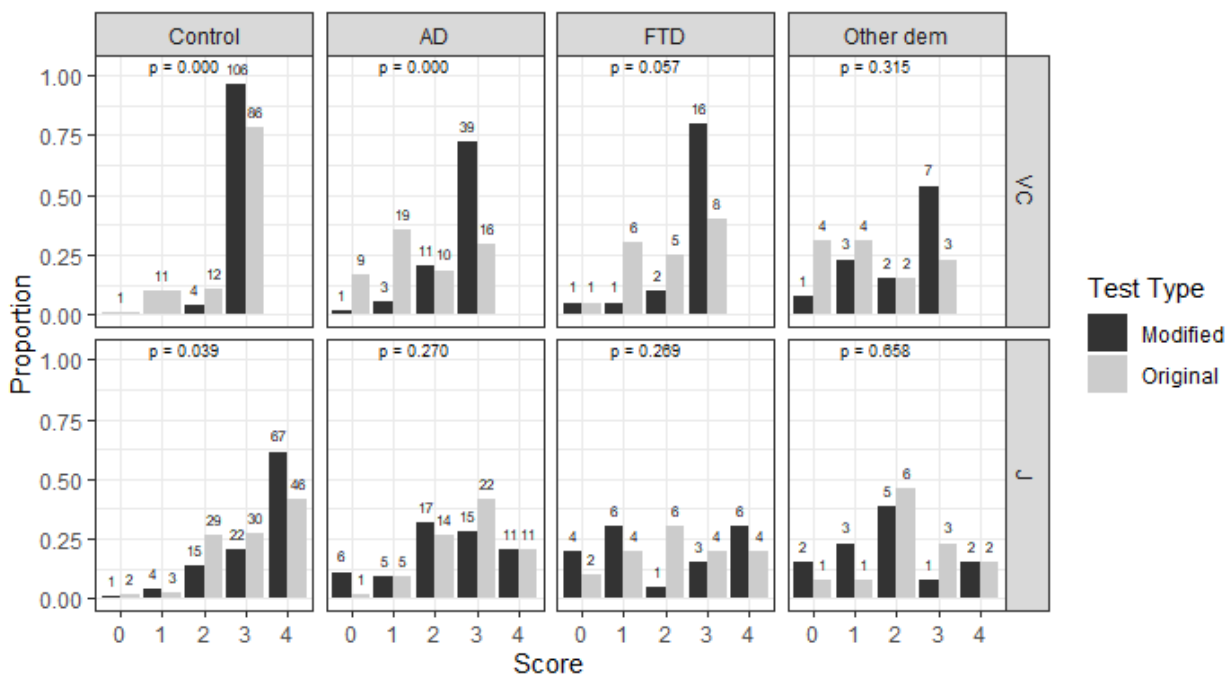 Control AD FTD Other dem
p = 0.000 p = 0.000 p = 0.057 p = 0.315
1.00
0.75
0.50
0.25
0.00
1 11 4 12 106 86
1 9 3 19 11 10 39 16
1 1 1 6 2 5 16 8
1 4 3 4 2 2 7 3
VC
p = 0.039 p = 0.270 p = 0.269 p = 0.658
1.00
0.75
0.50
0.25
0.00
1 2 4 3 15 29 22 30 67 46
6 1 5 5 17 14 15 22 11 11
4 2 6 4 1 6 3 4 6 4
2 1 3 1 5 6 1 3 2 2
J
0 1 2 3 4 0 1 2 3 4 0 1 2 3 4 0 1 2 3 4
Score
Proportion
Test Type
Modified
Original